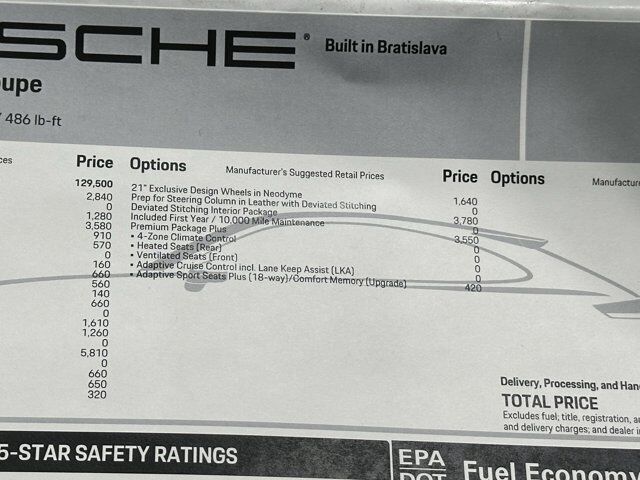 SCHE® Built in Bratislava
upe
486 lb-ft
ces Price Options Manufacturer's Suggested Retail Prices Price Options Manufactur
129,500
2,840
0
1,280
3,580
910
570
0
160
660
560
140
660
0
1,610
1,260
0
5,810
0
660
650
320
21" Exclusive Design Wheels in Neodyme
Prep for Steering Column in Leather with Deviated Stitching
Deviated Stitching Interior Package
Included First Year / 10,000 Mile Maintenance
Premium Package Plus
• 4-Zone Climate Control
• Heated Seats (Rear)
• Ventilated Seats (Front)
• Adaptive Cruise Control incl. Lane Keep Assist (LKA)
• Adaptive Sport Seats Plus (18-way)/Comfort Memory (Upgrade)
1,640
0
3,780
0
3,550
0
0
0
0
420
Delivery, Processing, and Han
TOTAL PRICE
Excludes fuel, title, registration, a
and delivery charges; and dealer i
5-STAR SAFETY RATINGS
EPA
DOT Fuel Economy